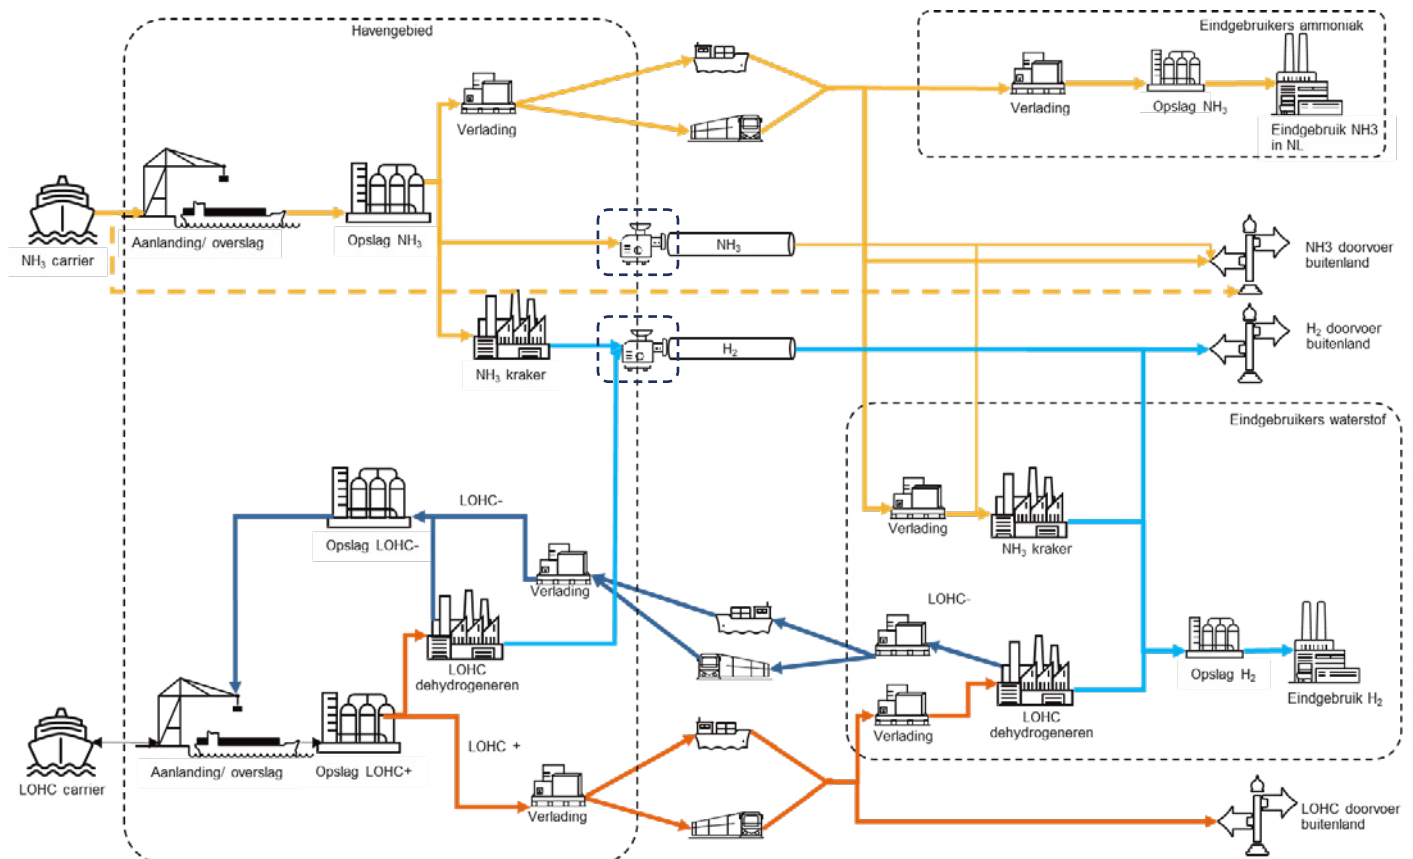 Havengebied
Eindgebruikers ammoniak
Verlading
Verlading
Opslag NH₃
Eindgebruik NH3
in NL
NH₃ carrier
Aanlanding/ overslag
Opslag NH₃
NH₃
NH3 doorvoer
buitenland
NH₃ kraker
H₂
H₂ doorvoer
buitenland
Eindgebruikers waterstof
LOHC-
Opslag LOHC-
Verlading
Verlading
NH₃ kraker
LOHC-
LOHC
dehydrogeneren
Opslag H₂
Eindgebruik H₂
LOHC
dehydrogeneren
Verlading
LOHC carrier
Aanlanding/ overslag
Opslag LOHC+
LOHC +
Verlading
LOHC doorvoer
buitenland